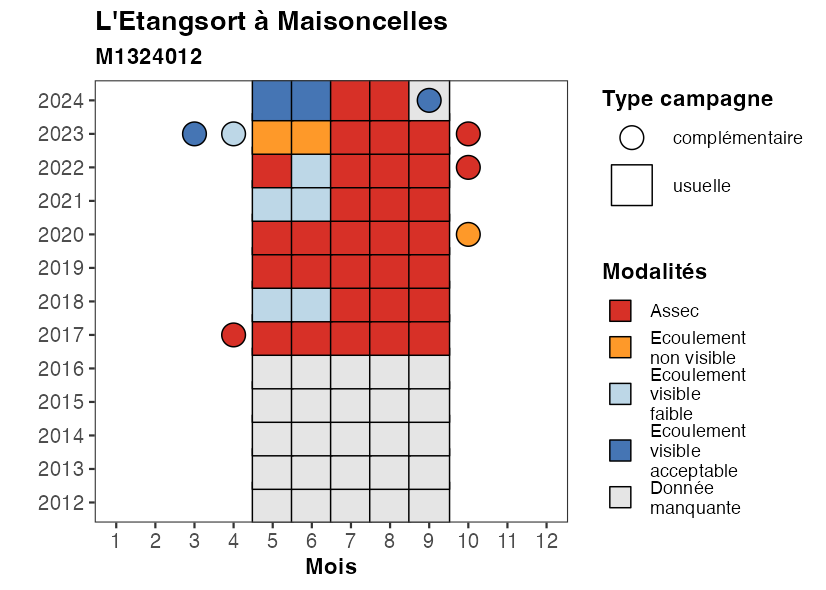 L'Etangsort à Maisoncelles
M1324012
2024
2023
2022
2021
2020
2019
2018
2017
2016
2015
2014
2013
2012
1 2 3 4 5 6 7 8 9 10 11 12
Mois
Type campagne
complémentaire
usuelle
Modalités
Assec
Ecoulement
non visible
Ecoulement
visible
faible
Ecoulement
visible
acceptable
Donnée
manquante